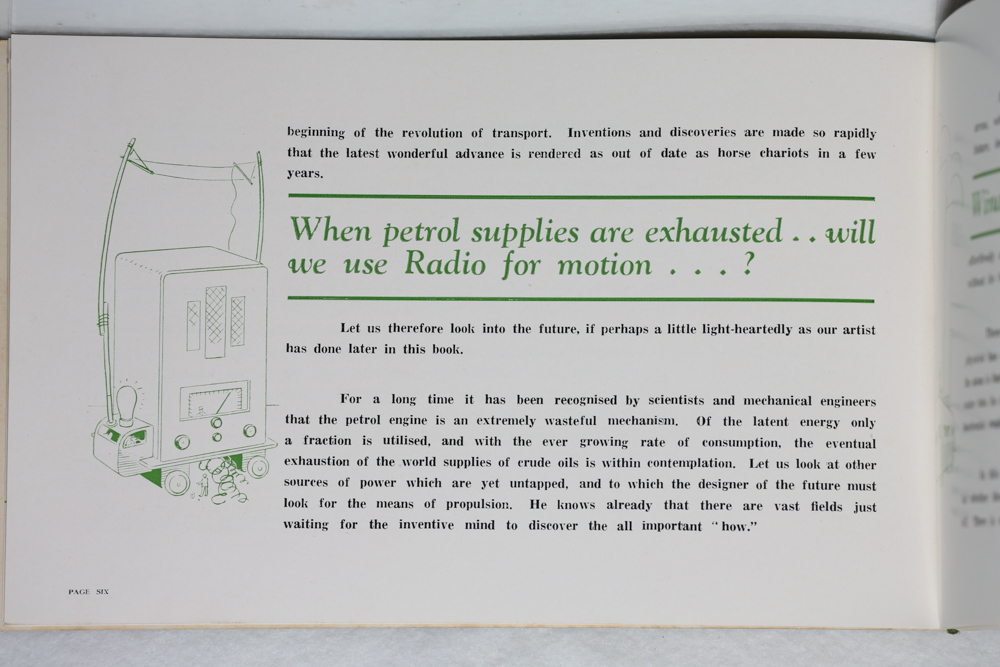 beginning of the revolution of transport. Inventions and discoveries are made so rapidly
that the latest wonderful advance is rendered as out of date as horse chariots in a few
years.
When petrol supplies are exhausted . . will
we use Radio for motion . . . ?
Let us therefore look into the future, if perhaps a little light-heartedly as our artist
has done later in this book.
For a long time it has been recognised by scientists and mechanical engineers
that the petrol engine is an extremely wasteful mechanism. Of the latent energy only
a fraction is utilised, and with the ever growing rate of consumption, the eventual
exhaustion of the world supplies of crude oils is within contemplation. Let us look at other
sources of power which are yet untapped, and to which the designer of the future must
look for the means of propulsion. He knows already that there are vast fields just
waiting for the inventive mind to discover the all important "how."
PAGE SIX